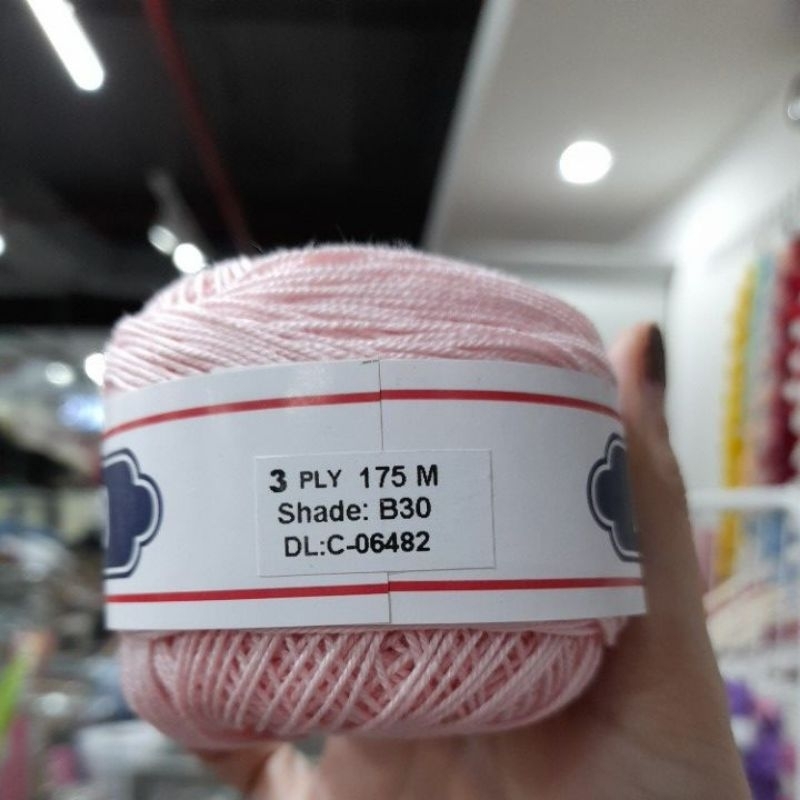 3 PLY 175 M
Shade: B30
DL:C-06482